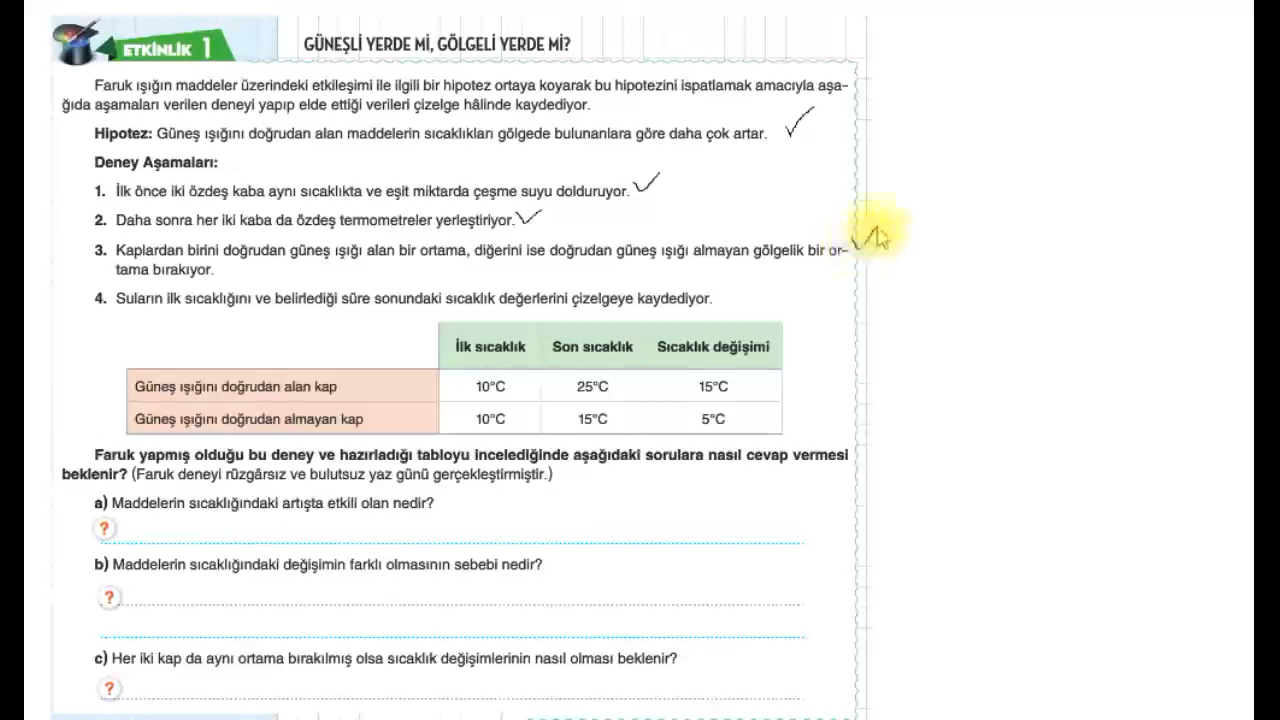 ETKİNLİK 1
GÜNEŞLİ YERDE Mİ, GÖLGELİ YERDE Mİ?
Faruk ışığın maddeler üzerindeki etkileşimi ile ilgili bir hipotez ortaya koyarak bu hipotezini ispatlamak amacıyla aşa-
ğıda aşamaları verilen deneyi yapıp elde ettiği verileri çizelge hâlinde kaydediyor.
Hipotez: Güneş ışığını doğrudan alan maddelerin sıcaklıkları gölgede bulunanlara göre daha çok artar.
Deney Aşamaları:
1. İlk önce iki özdeş kaba aynı sıcaklıkta ve eşit miktarda çeşme suyu dolduruyor.
2. Daha sonra her iki kaba da özdeş termometreler yerleştiriyor.
3. Kaplardan birini doğrudan güneş ışığı alan bir ortama, diğerini ise doğrudan güneş ışığı almayan gölgelik bir or-
tama bırakıyor.
4. Suların ilk sıcaklığını ve belirlediği süre sonundaki sıcaklık değerlerini çizelgeye kaydediyor.
İlk sıcaklık Son sıcaklık Sıcaklık değişimi
Güneş ışığını doğrudan alan kap 10°C 25°C 15°C
Güneş ışığını doğrudan almayan kap 10°C 15°C 5°C
Faruk yapmış olduğu bu deney ve hazırladığı tabloyu incelediğinde aşağıdaki sorulara nasıl cevap vermesi
beklenir? (Faruk deneyi rüzgârsız ve bulutsuz yaz günü gerçekleştirmiştir.)
a) Maddelerin sıcaklığındaki artışta etkili olan nedir?
?
b) Maddelerin sıcaklığındaki değişimin farklı olmasının sebebi nedir?
?
c) Her iki kap da aynı ortama bırakılmış olsa sıcaklık değişimlerinin nasıl olması beklenir?
?